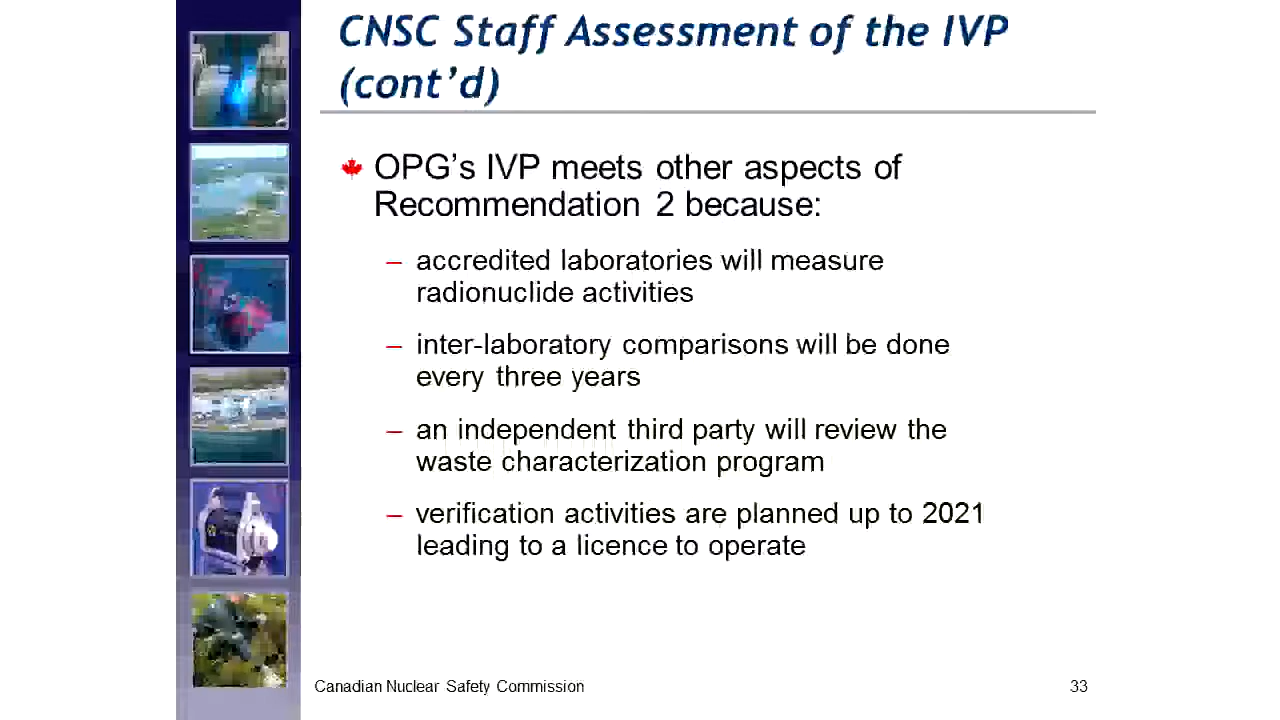 CNSC Staff Assessment of the IVP
(cont’d)
OPG’s IVP meets other aspects of
Recommendation 2 because:
– accredited laboratories will measure
radionuclide activities
– inter-laboratory comparisons will be done
every three years
– an independent third party will review the
waste characterization program
– verification activities are planned up to 2021
leading to a licence to operate
Canadian Nuclear Safety Commission
33